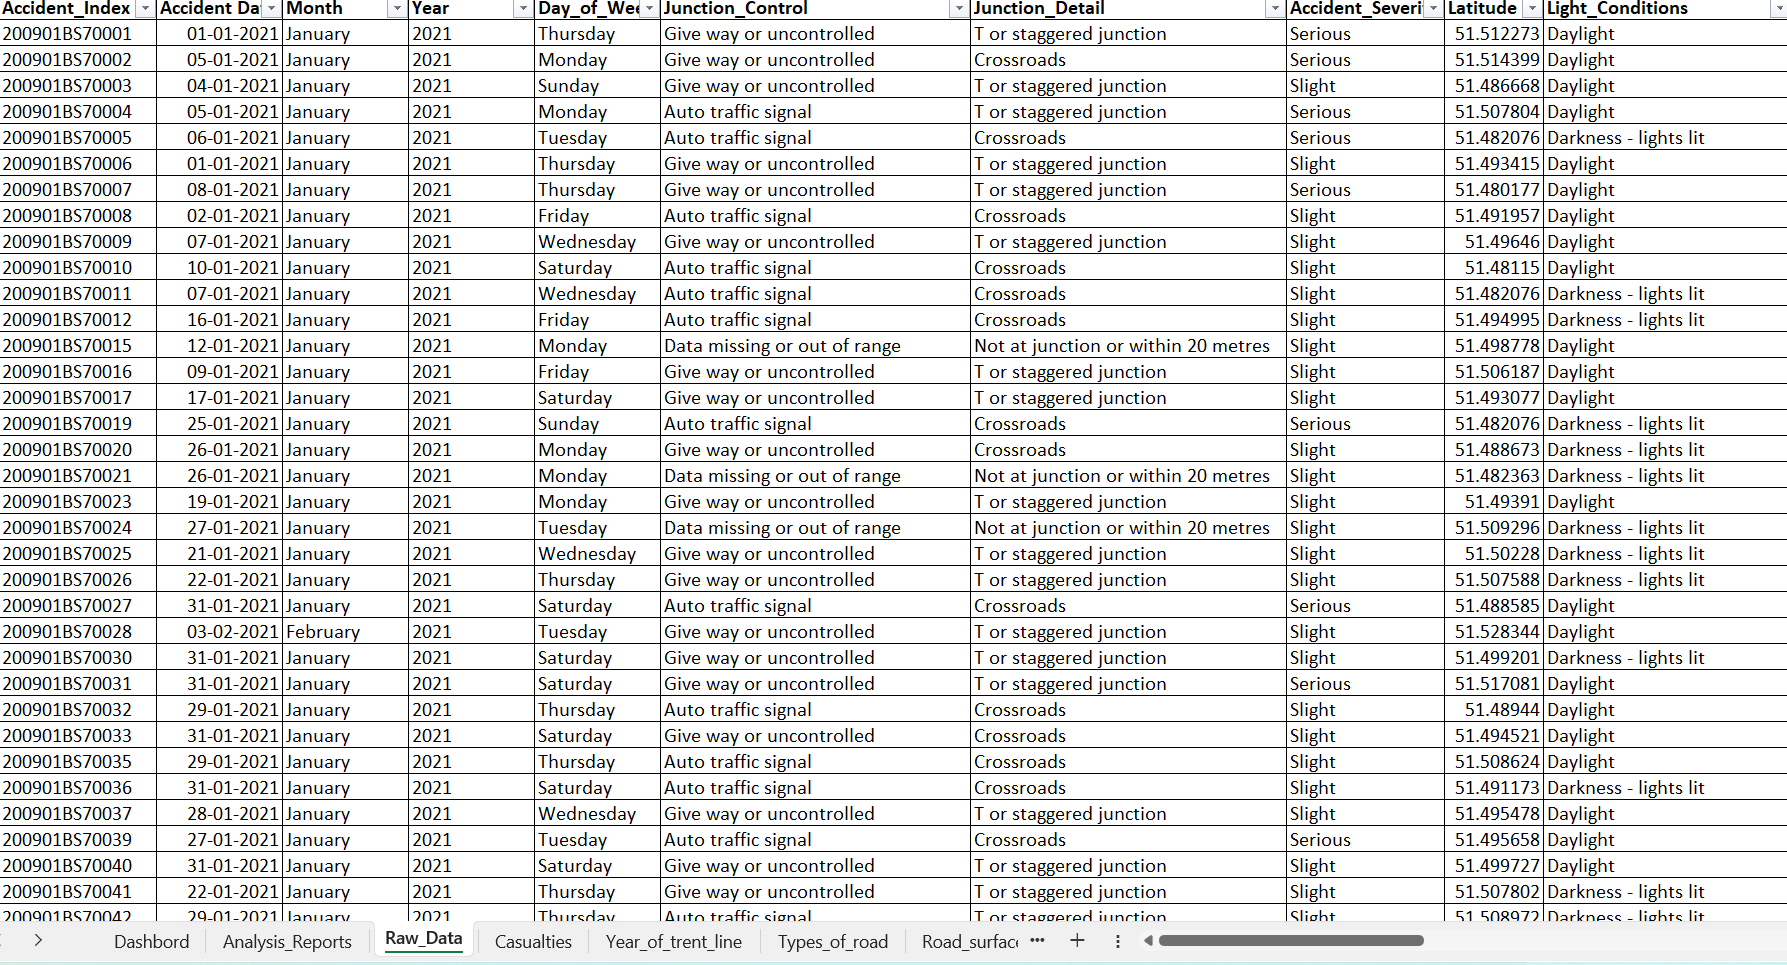 Accident_Index Accident Da Month Year Day_of_Wee Junction_Control Junction_Detail Accident_Severi Latitude Light_Conditions
200901BS70001 01-01-2021 January 2021 Thursday Give way or uncontrolled T or staggered junction Serious 51.512273 Daylight
200901BS70002 05-01-2021 January 2021 Monday Give way or uncontrolled Crossroads Serious 51.514399 Daylight
200901BS70003 04-01-2021 January 2021 Sunday Give way or uncontrolled T or staggered junction Slight 51.486668 Daylight
200901BS70004 05-01-2021 January 2021 Monday Auto traffic signal T or staggered junction Serious 51.507804 Daylight
200901BS70005 06-01-2021 January 2021 Tuesday Auto traffic signal Crossroads Serious 51.482076 Darkness - lights lit
200901BS70006 01-01-2021 January 2021 Thursday Give way or uncontrolled T or staggered junction Slight 51.493415 Daylight
200901BS70007 08-01-2021 January 2021 Thursday Give way or uncontrolled T or staggered junction Serious 51.480177 Daylight
200901BS70008 02-01-2021 January 2021 Friday Auto traffic signal Crossroads Slight 51.491957 Daylight
200901BS70009 07-01-2021 January 2021 Wednesday Give way or uncontrolled T or staggered junction Slight 51.49646 Daylight
200901BS70010 10-01-2021 January 2021 Saturday Auto traffic signal Crossroads Slight 51.48115 Daylight
200901BS70011 07-01-2021 January 2021 Wednesday Auto traffic signal Crossroads Slight 51.482076 Darkness - lights lit
200901BS70012 16-01-2021 January 2021 Friday Auto traffic signal Crossroads Slight 51.494995 Darkness - lights lit
200901BS70015 12-01-2021 January 2021 Monday Data missing or out of range Not at junction or within 20 metres Slight 51.498778 Daylight
200901BS70016 09-01-2021 January 2021 Friday Give way or uncontrolled T or staggered junction Slight 51.506187 Daylight
200901BS70017 17-01-2021 January 2021 Saturday Give way or uncontrolled T or staggered junction Slight 51.493077 Daylight
200901BS70019 25-01-2021 January 2021 Sunday Auto traffic signal Crossroads Serious 51.482076 Darkness - lights lit
200901BS70020 26-01-2021 January 2021 Monday Give way or uncontrolled Crossroads Slight 51.488673 Darkness - lights lit
200901BS70021 26-01-2021 January 2021 Monday Data missing or out of range Not at junction or within 20 metres Slight 51.482363 Darkness - lights lit
200901BS70023 19-01-2021 January 2021 Monday Give way or uncontrolled T or staggered junction Slight 51.49391 Daylight
200901BS70024 27-01-2021 January 2021 Tuesday Data missing or out of range Not at junction or within 20 metres Slight 51.509296 Darkness - lights lit
200901BS70025 21-01-2021 January 2021 Wednesday Give way or uncontrolled T or staggered junction Slight 51.50228 Darkness - lights lit
200901BS70026 22-01-2021 January 2021 Thursday Give way or uncontrolled T or staggered junction Slight 51.507588 Darkness - lights lit
200901BS70027 31-01-2021 January 2021 Saturday Auto traffic signal Crossroads Serious 51.488585 Daylight
200901BS70028 03-02-2021 February 2021 Tuesday Give way or uncontrolled T or staggered junction Slight 51.528344 Daylight
200901BS70030 31-01-2021 January 2021 Saturday Give way or uncontrolled T or staggered junction Slight 51.499201 Darkness - lights lit
200901BS70031 31-01-2021 January 2021 Saturday Give way or uncontrolled T or staggered junction Serious 51.517081 Daylight
200901BS70032 29-01-2021 January 2021 Thursday Auto traffic signal Crossroads Slight 51.48944 Daylight
200901BS70033 31-01-2021 January 2021 Saturday Give way or uncontrolled Crossroads Slight 51.494521 Daylight
200901BS70035 29-01-2021 January 2021 Thursday Auto traffic signal Crossroads Slight 51.508624 Daylight
200901BS70036 31-01-2021 January 2021 Saturday Auto traffic signal Crossroads Slight 51.491173 Darkness - lights lit
200901BS70037 28-01-2021 January 2021 Wednesday Give way or uncontrolled T or staggered junction Slight 51.495478 Daylight
200901BS70039 27-01-2021 January 2021 Tuesday Auto traffic signal Crossroads Serious 51.495658 Daylight
200901BS70040 31-01-2021 January 2021 Saturday Give way or uncontrolled T or staggered junction Slight 51.499727 Daylight
200901BS70041 22-01-2021 January 2021 Thursday Give way or uncontrolled T or staggered junction Slight 51.507802 Darkness - lights lit
200901BS70042 29-01-2021 January 2021 Thursday Auto traffic signal T or staggered junction Slight 51.508972 Darkness - lights lit
Dashbord Analysis_Reports Raw_Data Casualties Year_of_trent_line Types_of_road Road_surface